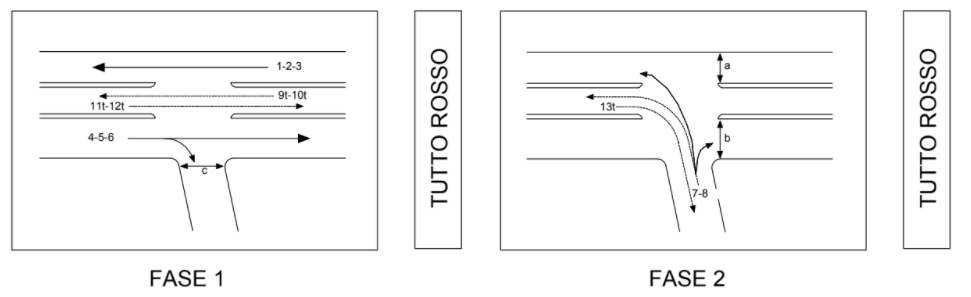 1-2-3
9t-10t
11t-12t
4-5-6
c
FASE 1
TUTTO ROSSO
a
13t
b
7-8
FASE 2
TUTTO ROSSO